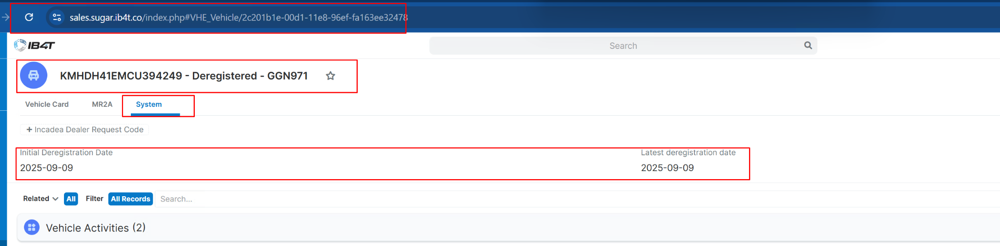 sales.sugar.ib4t.co/index.php#VHE_Vehicle/2c201b1e-00d1-11e8-96ef-fa163ee32478
IB4T
Search
KMHDH41EMCU394249 - Deregistered - GGN971
Vehicle Card MR2A System
+ Incadea Dealer Request Code
Initial Deregistration Date Latest deregistration date
2025-09-09 2025-09-09
Related All Filter All Records Search...
Vehicle Activities (2)